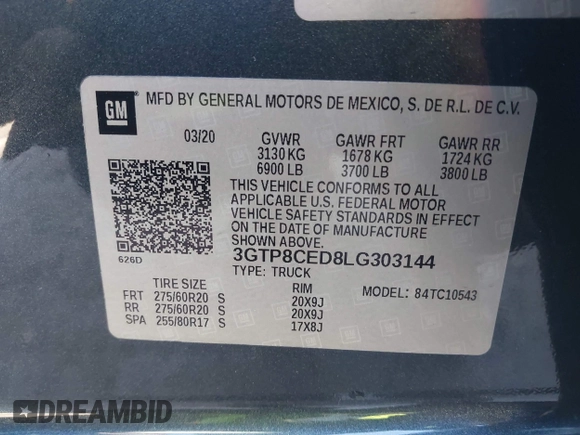 GM
MFD BY GENERAL MOTORS DE MEXICO, S. DE R.L. DE C.V.
03/20 GVWR GAWR FRT GAWR RR
3130 KG 1678 KG 1724 KG
6900 LB 3700 LB 3800 LB
THIS VEHICLE CONFORMS TO ALL
APPLICABLE U.S. FEDERAL MOTOR
VEHICLE SAFETY STANDARDS IN EFFECT
ON THE DATE OF MANUFACTURE
SHOWN ABOVE.
626D
3GTP8CED8LG303144
TYPE: TRUCK
TIRE SIZE RIM MODEL: 84TC10543
FRT 275/60R20 S 20X9J
RR 275/60R20 S 20X9J
SPA 255/80R17 S 17X8J
DREAMBID